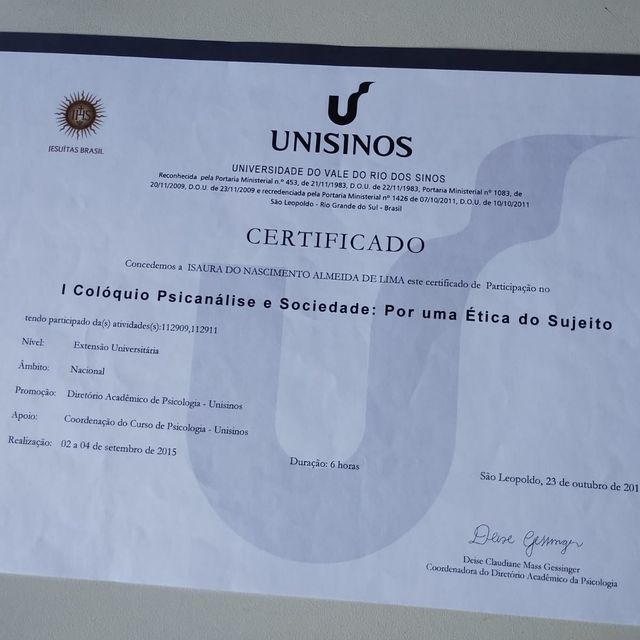 IHS
JESUÍTAS BRASIL
UNISINOS
UNIVERSIDADE DO VALE DO RIO DOS SINOS
Reconhecida pela Portaria Ministerial n.º 453, de 21/11/1983, D.O.U. de 22/11/1983, Portaria Ministerial nº 1083, de
20/11/2009, D.O.U. de 23/11/2009 e recredenciada pela Portaria Ministerial nº 1426 de 07/10/2011, D.O.U. de 10/10/2011
São Leopoldo - Rio Grande do Sul - Brasil
CERTIFICADO
Concedemos a ISAURA DO NASCIMENTO ALMEIDA DE LIMA este certificado de Participação no
I Colóquio Psicanálise e Sociedade: Por uma Ética do Sujeito
tendo participado da(s) atividades(s):112909,112911
Nível: Extensão Universitária
Âmbito: Nacional
Promoção: Diretório Acadêmico de Psicologia - Unisinos
Apoio: Coordenação do Curso de Psicologia - Unisinos
Realização: 02 a 04 de setembro de 2015
Duração: 6 horas
São Leopoldo, 23 de outubro de 201
Deise Gessinger
Deise Claudiane Mass Gessinger
Coordenadora do Diretório Acadêmico da Psicologia